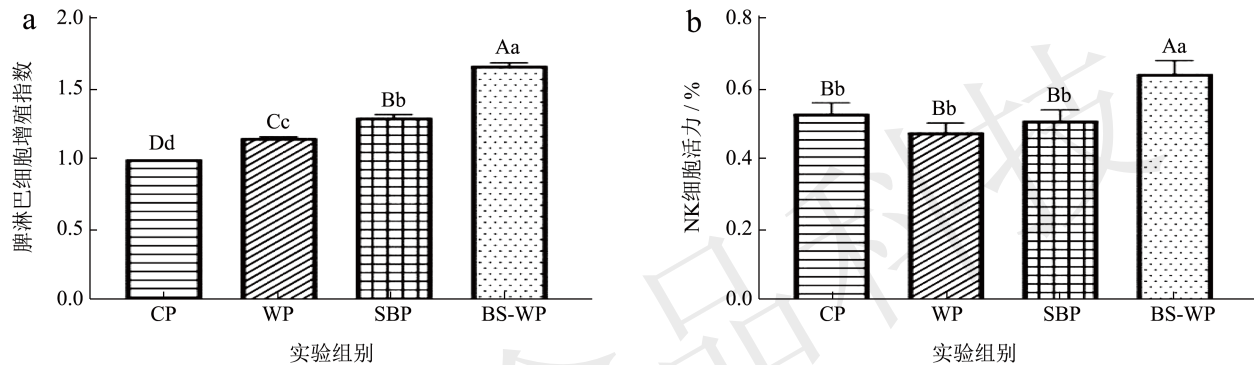 a
2.0
1.5
1.0
0.5
0.0
脾淋巴细胞增殖指数
Dd
Cc
Bb
Aa
CP
WP
SBP
BS-WP
实验组别
b
0.8
0.6
0.4
0.2
0.0
NK细胞活力 / %
Bb
Bb
Bb
Aa
CP
WP
SBP
BS-WP
实验组别
品科技